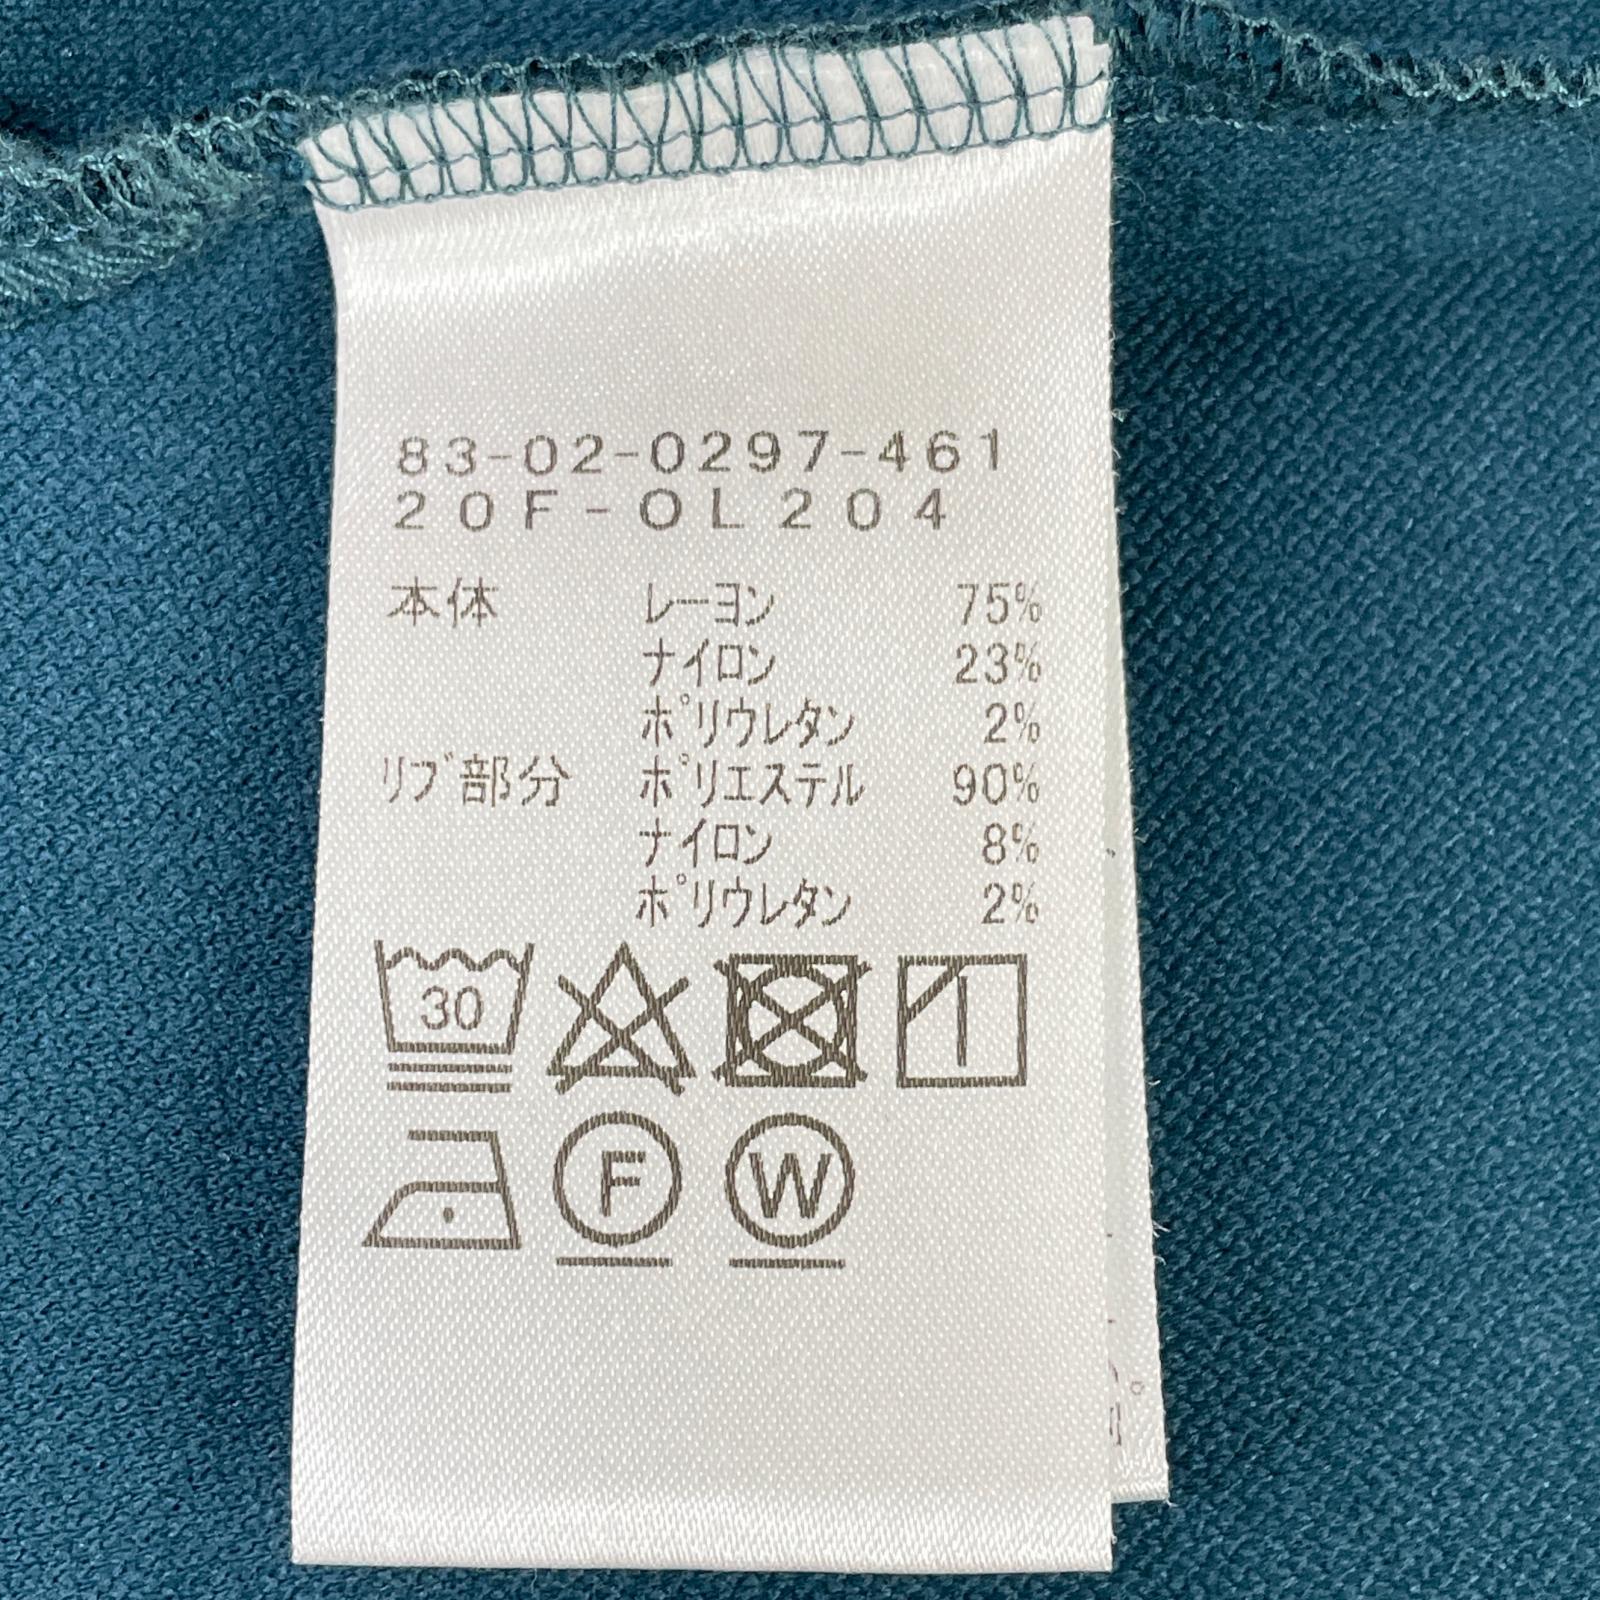 83-02-0297-461
20F-OL204
本体 レーヨン 75%
ナイロン 23%
ポリウレタン 2%
リブ部分 ポリエステル 90%
ナイロン 8%
ポリウレタン 2%
30
F W